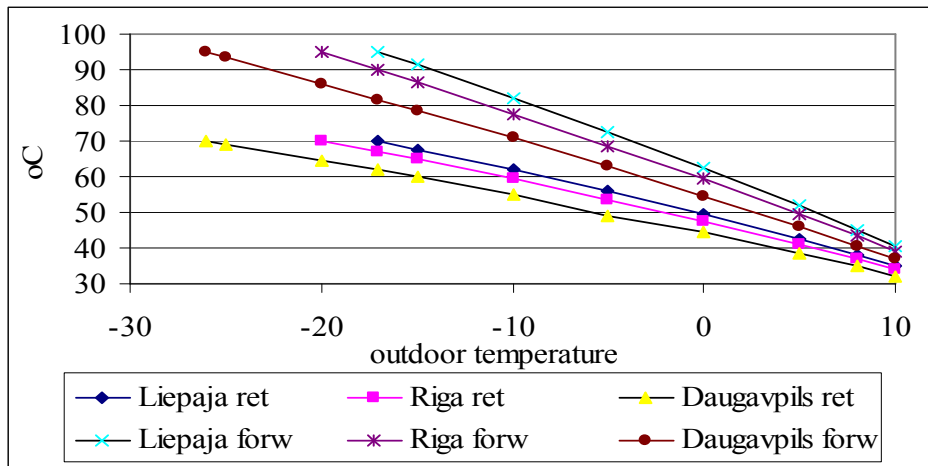 100
90
80
70
60
50
40
30
oC
-30 -20 -10 0 10
outdoor temperature
Liepaja ret Riga ret Daugavpils ret
Liepaja forw Riga forw Daugavpils forw